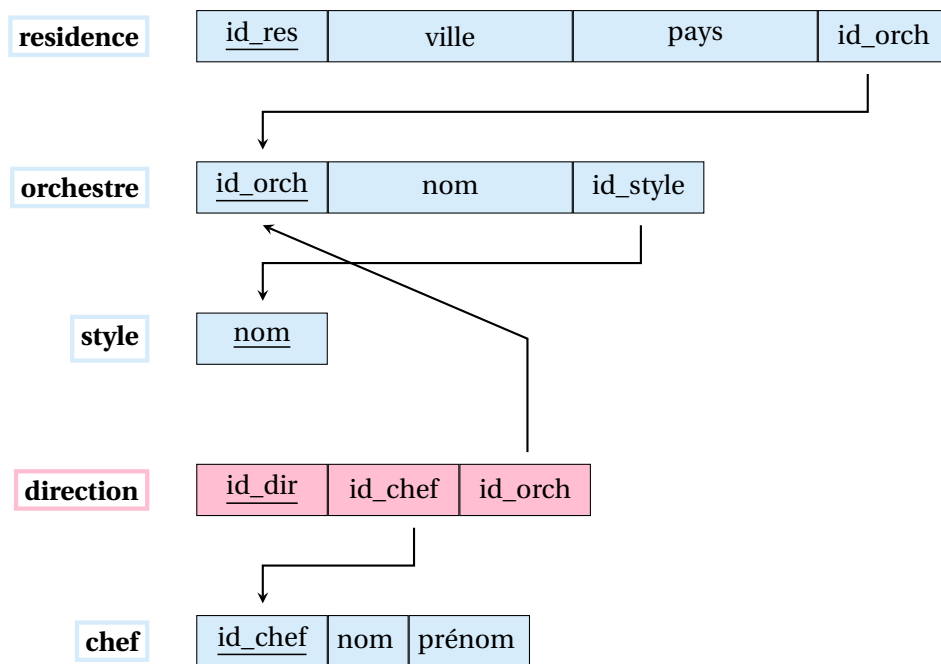 residence id_res ville pays id_orch
orchestre id_orch nom id_style
style nom
direction id_dir id_chef id_orch
chef id_chef nom prénom